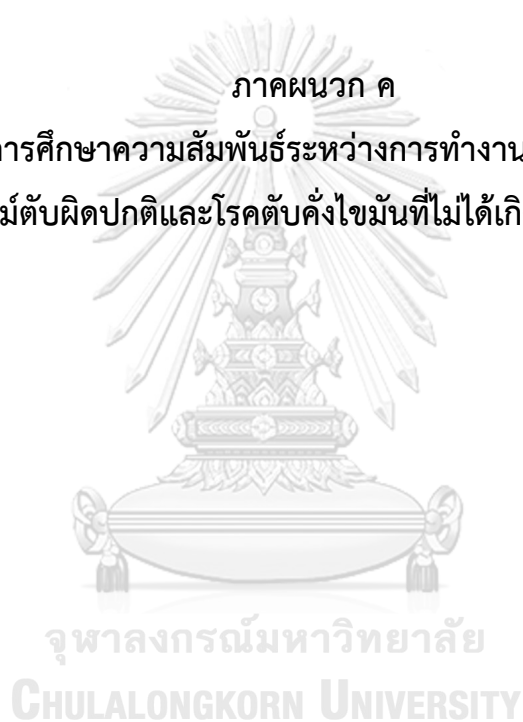 ภาคผนวก ค
การศึกษาความสัมพันธ์ระหว่างการทำงาน
ม์ตับผิดปกติและโรคตับคั่งไขมันที่ไม่ได้เกิ
จุฬาลงกรณ์มหาวิทยาลัย
CHULALONGKORN UNIVERSITY